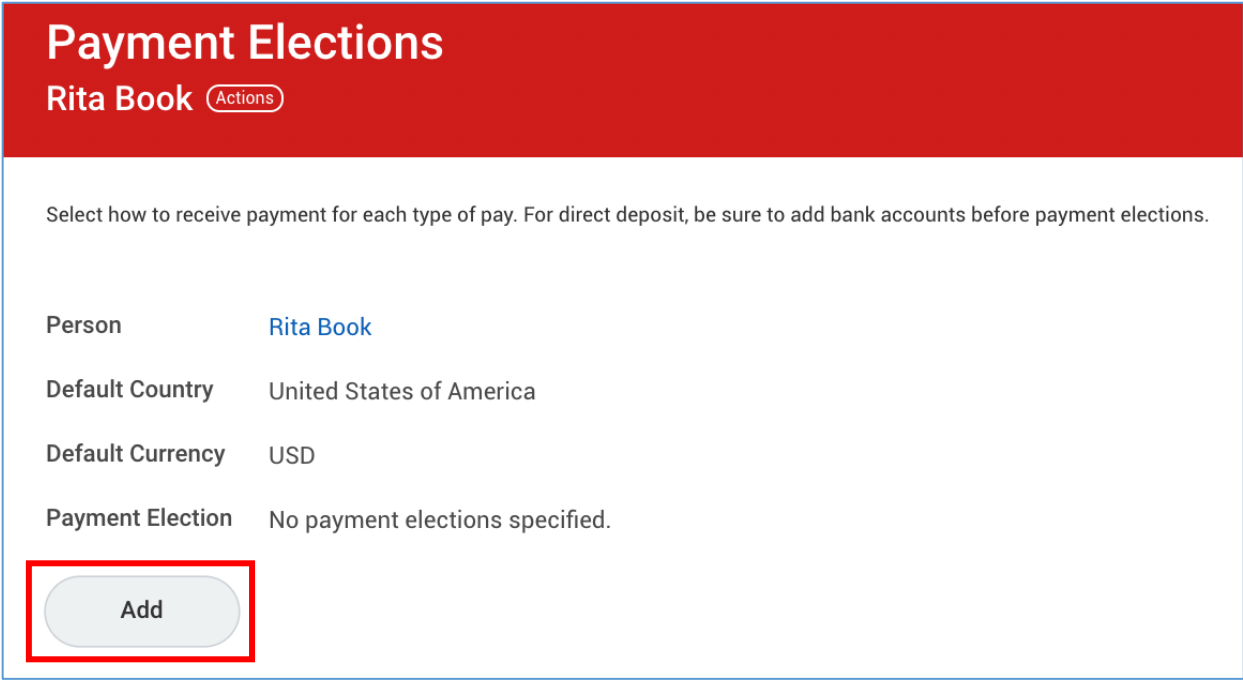 Payment Elections
Rita Book Actions
Select how to receive payment for each type of pay. For direct deposit, be sure to add bank accounts before payment elections.
Person Rita Book
Default Country United States of America
Default Currency USD
Payment Election No payment elections specified.
Add